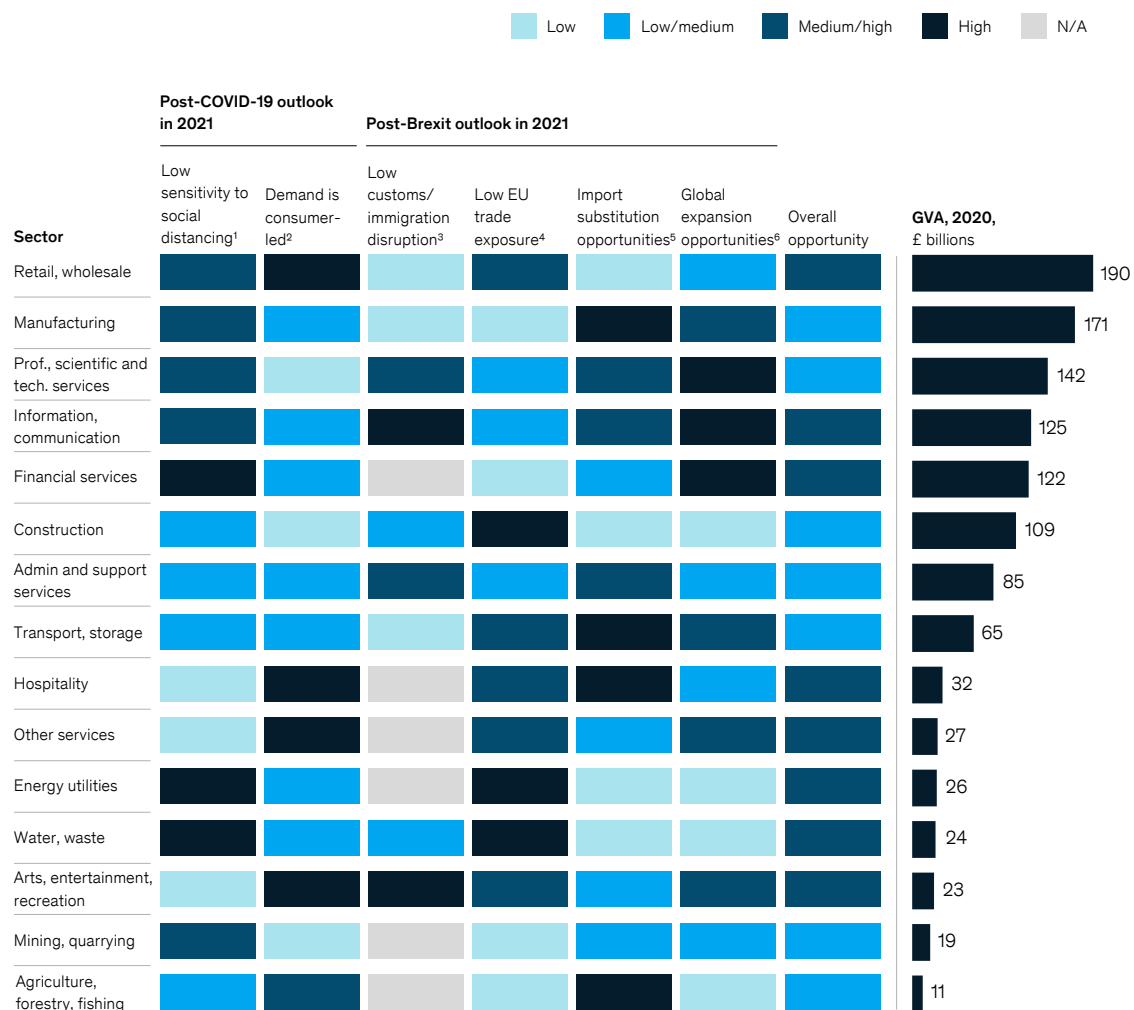 Low Low/medium Medium/high High N/A
Post-COVID-19 outlook
in 2021
Post-Brexit outlook in 2021
Sector
Low
sensitivity to
social
distancing¹
Demand is
consumer-
led²
Low
customs/
immigration
disruption³
Low EU
trade
exposure⁴
Import
substitution
opportunities⁵
Global
expansion
opportunities⁶
Overall
opportunity
GVA, 2020,
£ billions
Retail, wholesale
190
Manufacturing
171
Prof., scientific and
tech. services
142
Information,
communication
125
Financial services
122
Construction
109
Admin and support
services
85
Transport, storage
65
Hospitality
32
Other services
27
Energy utilities
26
Water, waste
24
Arts, entertainment,
recreation
23
Mining, quarrying
19
Agriculture,
forestry, fishing
11